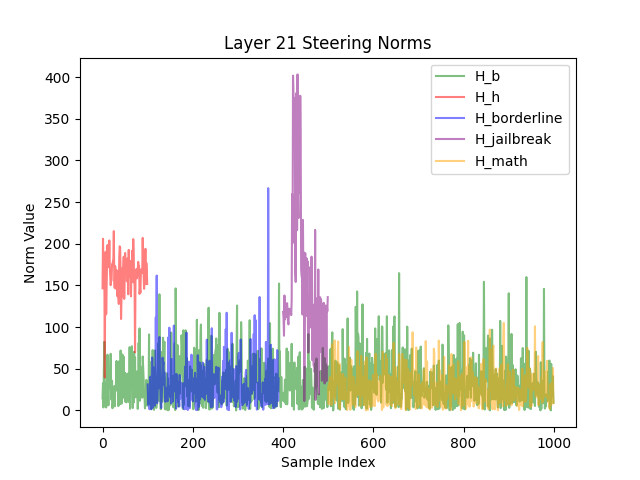 Layer 21 Steering Norms
Norm Value
400
350
300
250
200
150
100
50
0
H_b
H_h
H_borderline
H_jailbreak
H_math
0 200 400 600 800 1000
Sample Index